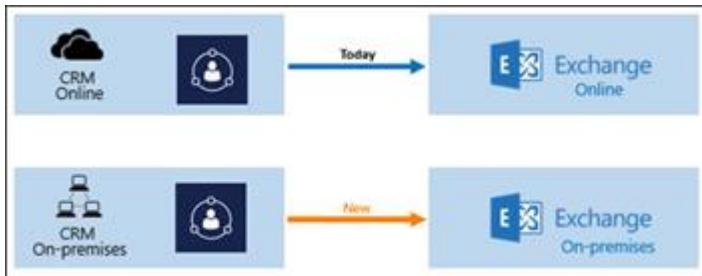 CRM
Online
Today
E Exchange
Online
CRM
On-premises
New
E Exchange
On-premises